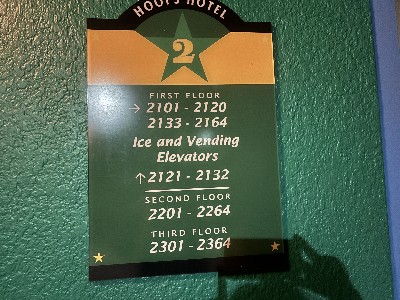 HOOFS HOTEL
2
FIRST FLOOR
→ 2101 - 2120
2133 - 2164
Ice and Vending
Elevators
↑ 2121 - 2132
SECOND FLOOR
2201 - 2264
THIRD FLOOR
2301 - 2364